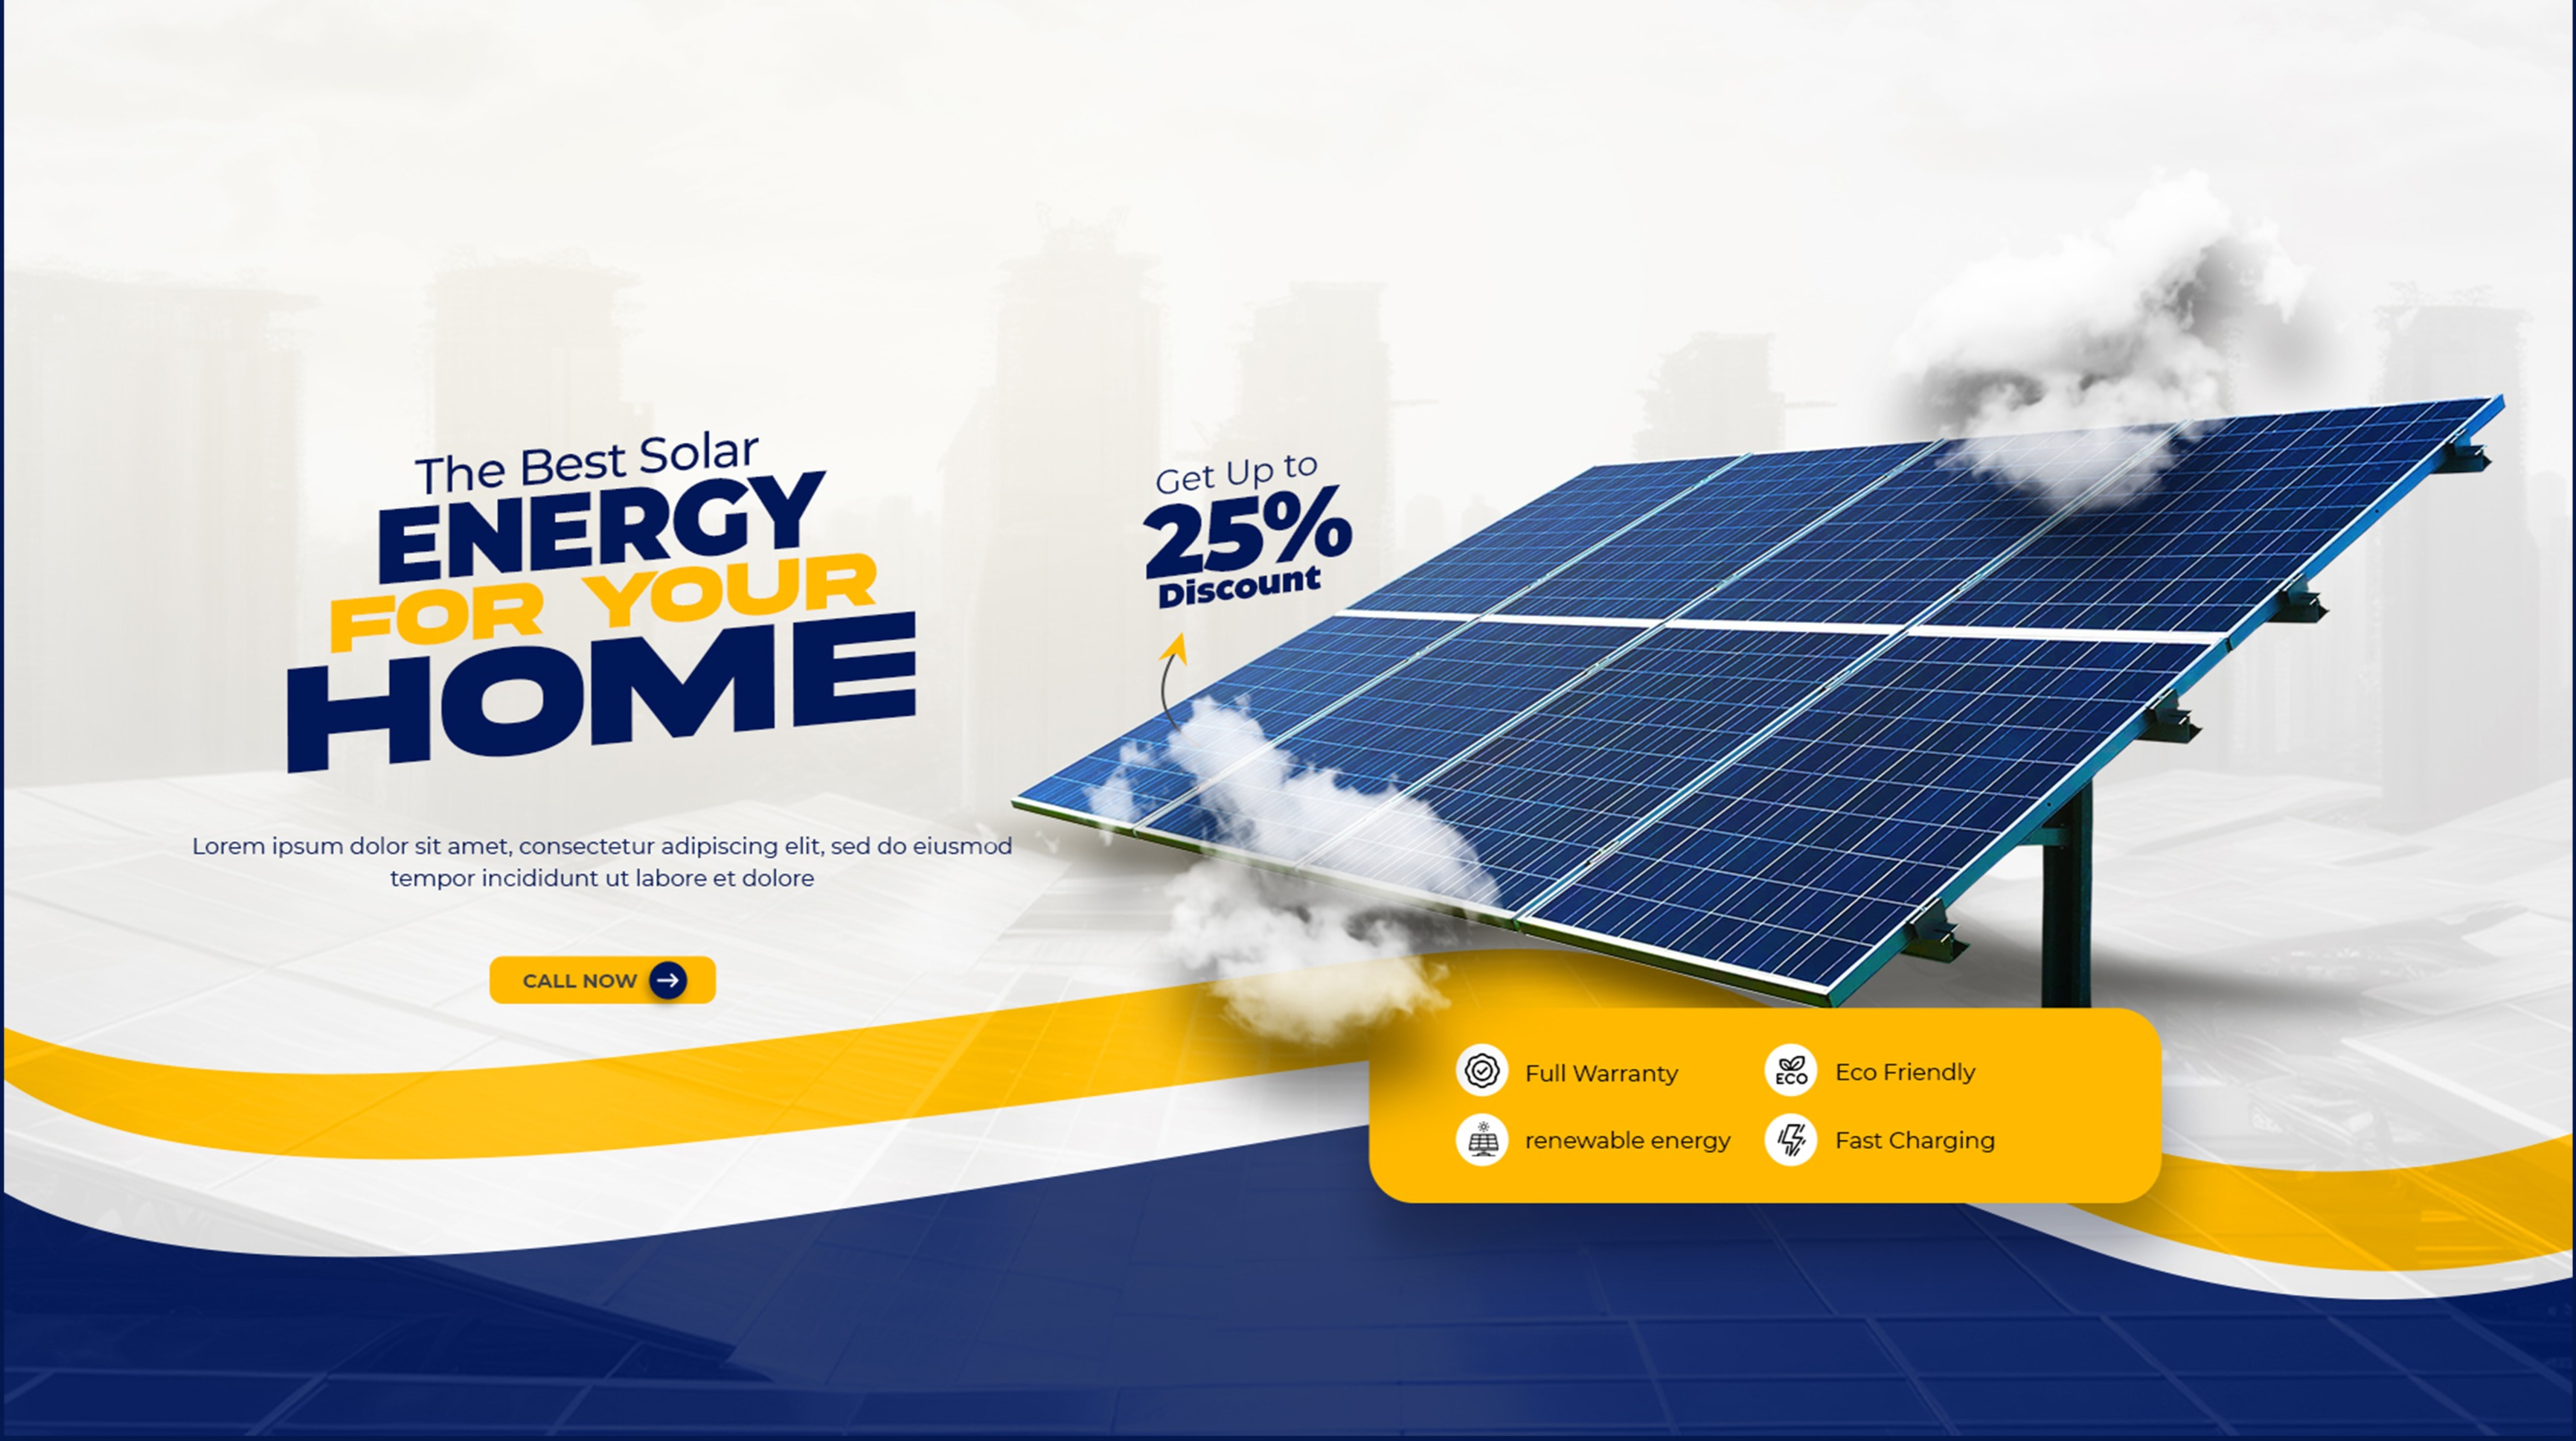 The Best Solar
ENERGY
FOR YOUR
HOME
Lorem ipsum dolor sit amet, consectetur adipiscing elit, sed do eiusmod
tempor incididunt ut labore et dolore
CALL NOW
Get Up to
25%
Discount
Full Warranty
ECO
Eco Friendly
renewable energy
Fast Charging